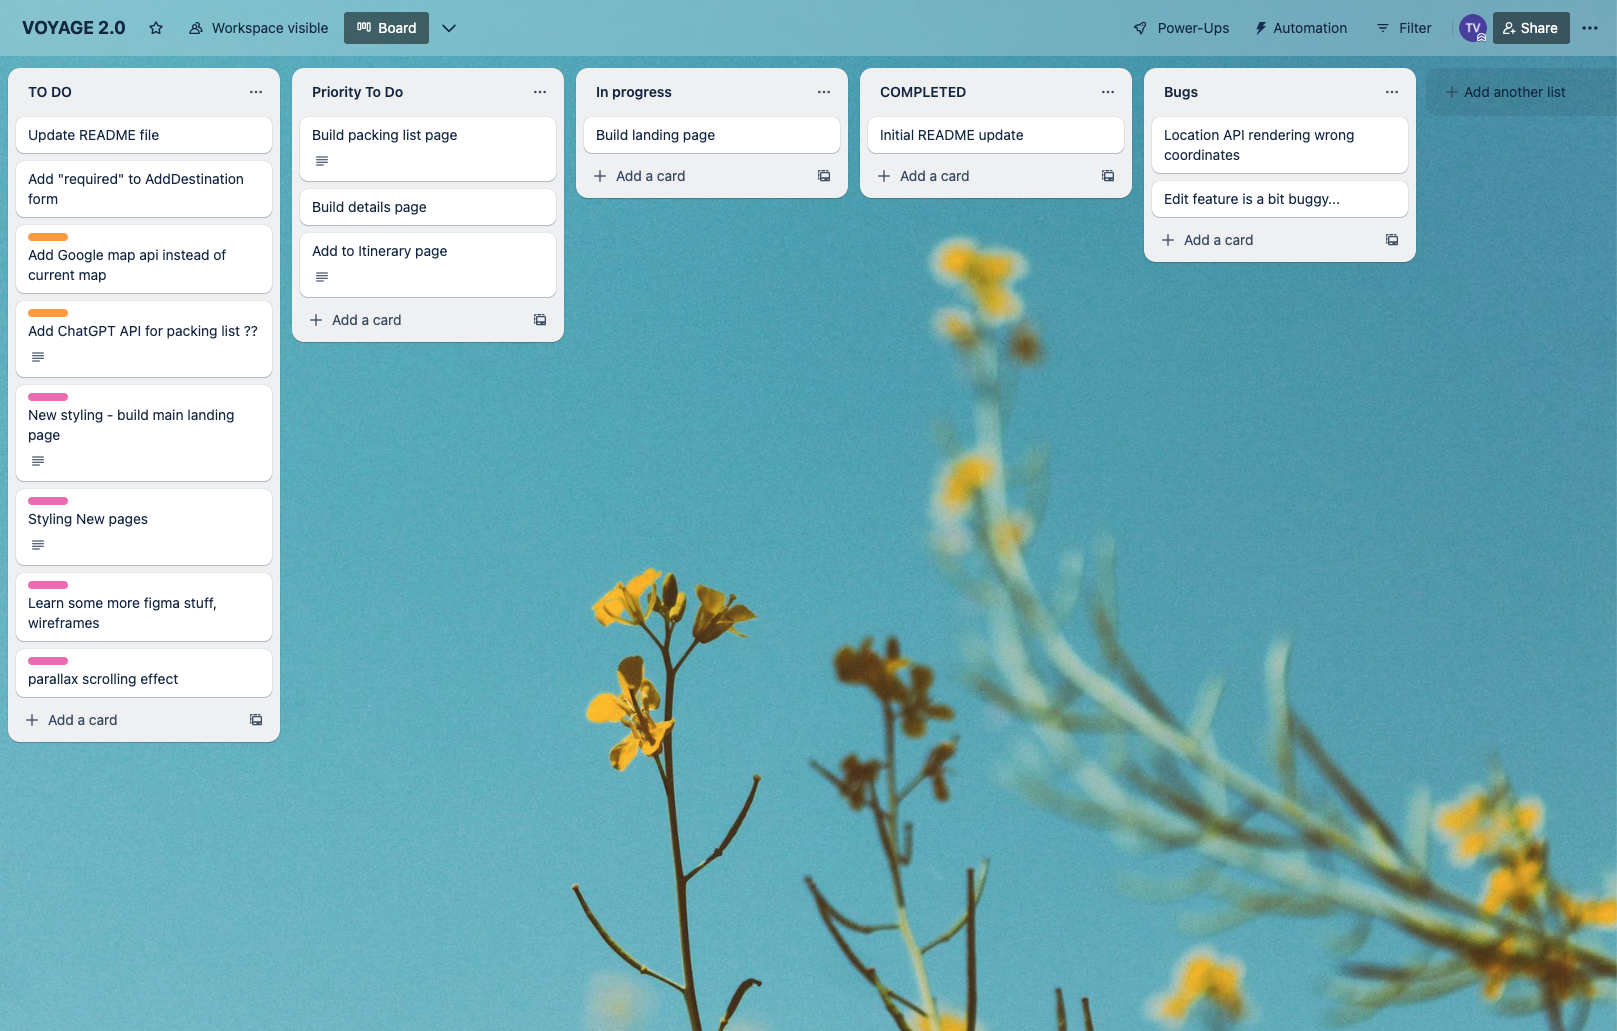 VOYAGE 2.0
Workspace visible
Board
Power-Ups
Automation
Filter
TV
Share
TO DO
Update README file
Add "required" to AddDestination
form
Add Google map api instead of
current map
Add ChatGPT API for packing list ??
New styling - build main landing
page
Styling New pages
Learn some more figma stuff,
wireframes
parallax scrolling effect
Add a card
Priority To Do
Build packing list page
Build details page
Add to Itinerary page
Add a card
In progress
Build landing page
Add a card
COMPLETED
Initial README update
Add a card
Bugs
Location API rendering wrong
coordinates
Edit feature is a bit buggy...
Add a card
Add another list